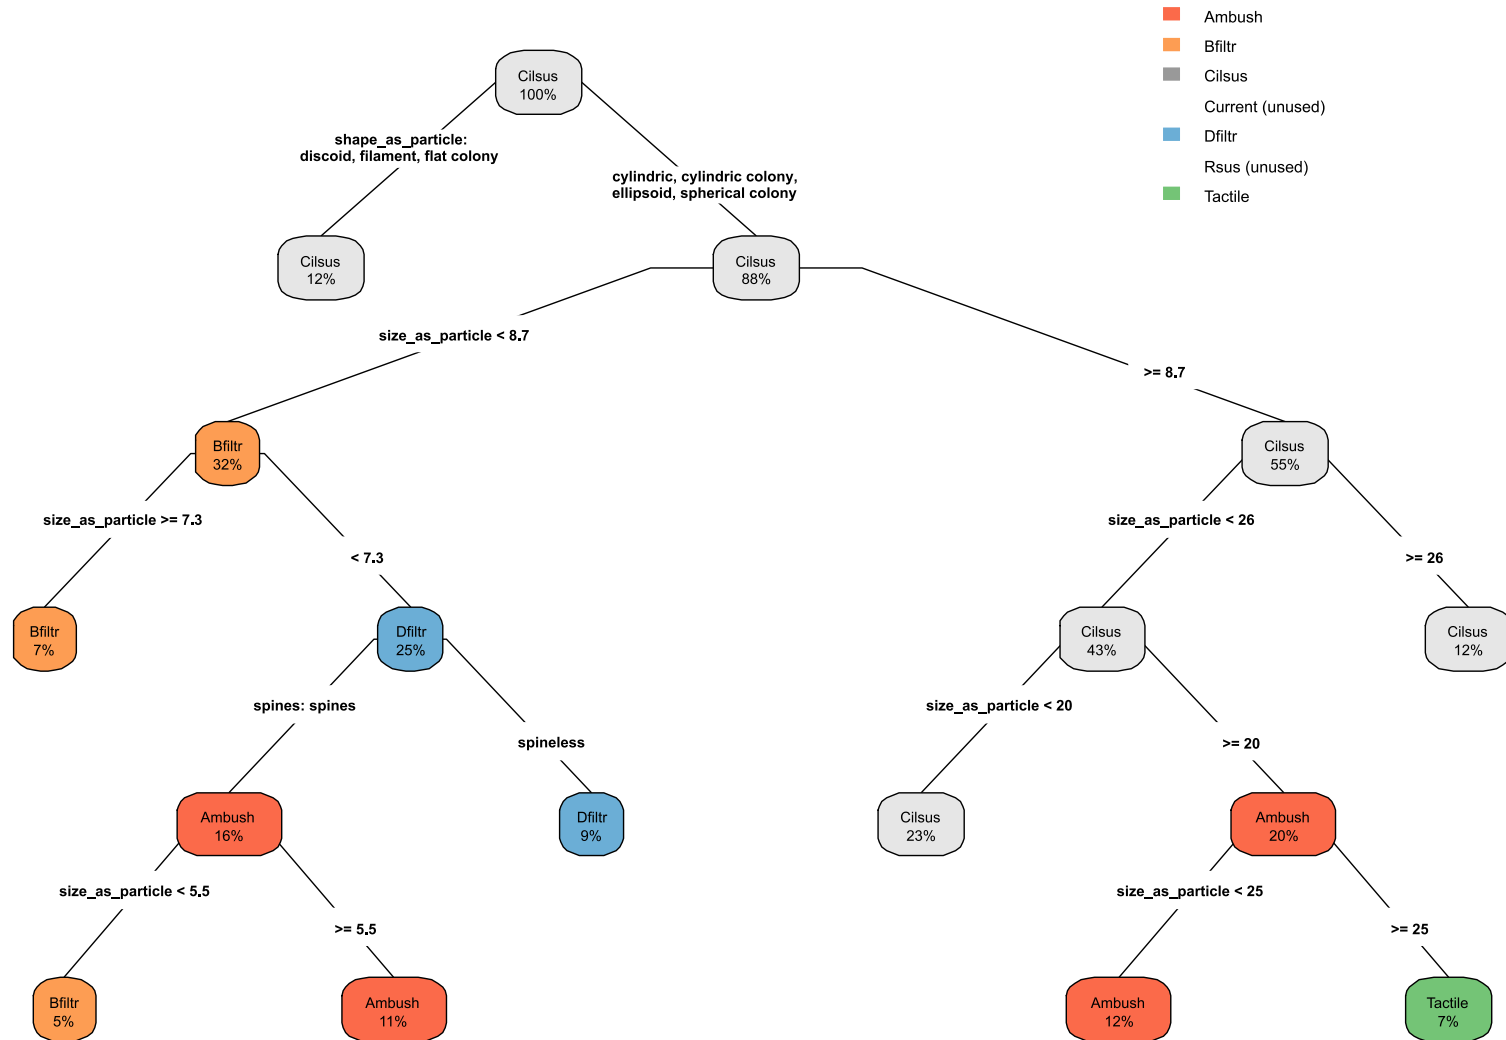 Ambush
Bfiltr
Cilsus
Current (unused)
Dfiltr
Rsus (unused)
Tactile
Cilsus
100%
shape_as_particle:
discoid, filament, flat colony
cylindric, cylindric colony,
ellipsoid, spherical colony
Cilsus
12%
Cilsus
88%
size_as_particle < 8.7
>= 8.7
Bfiltr
32%
Cilsus
55%
size_as_particle >= 7.3
< 7.3
size_as_particle < 26
>= 26
Bfiltr
7%
Dfiltr
25%
Cilsus
43%
Cilsus
12%
spines: spines
spineless
size_as_particle < 20
>= 20
Ambush
16%
Dfiltr
9%
Cilsus
23%
Ambush
20%
size_as_particle < 5.5
>= 5.5
size_as_particle < 25
>= 25
Bfiltr
5%
Ambush
11%
Ambush
12%
Tactile
7%